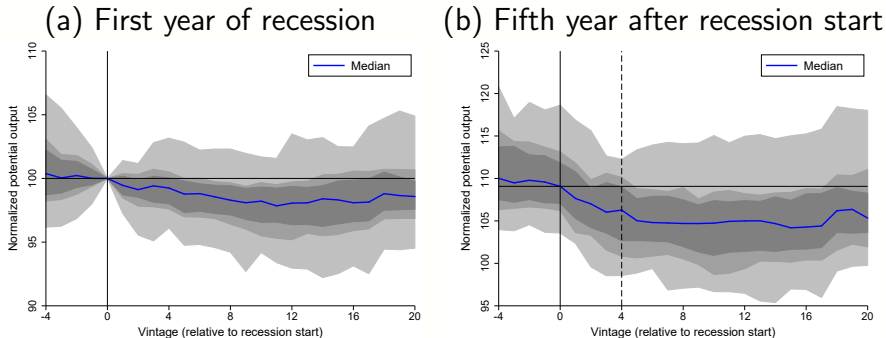 (a) First year of recession
(b) Fifth year after recession start
Normalized potential output
110
105
100
95
90
Median
-4 0 4 8 12 16 20
Vintage (relative to recession start)
Normalized potential output
125
120
115
110
105
100
95
Median
-4 0 4 8 12 16 20
Vintage (relative to recession start)